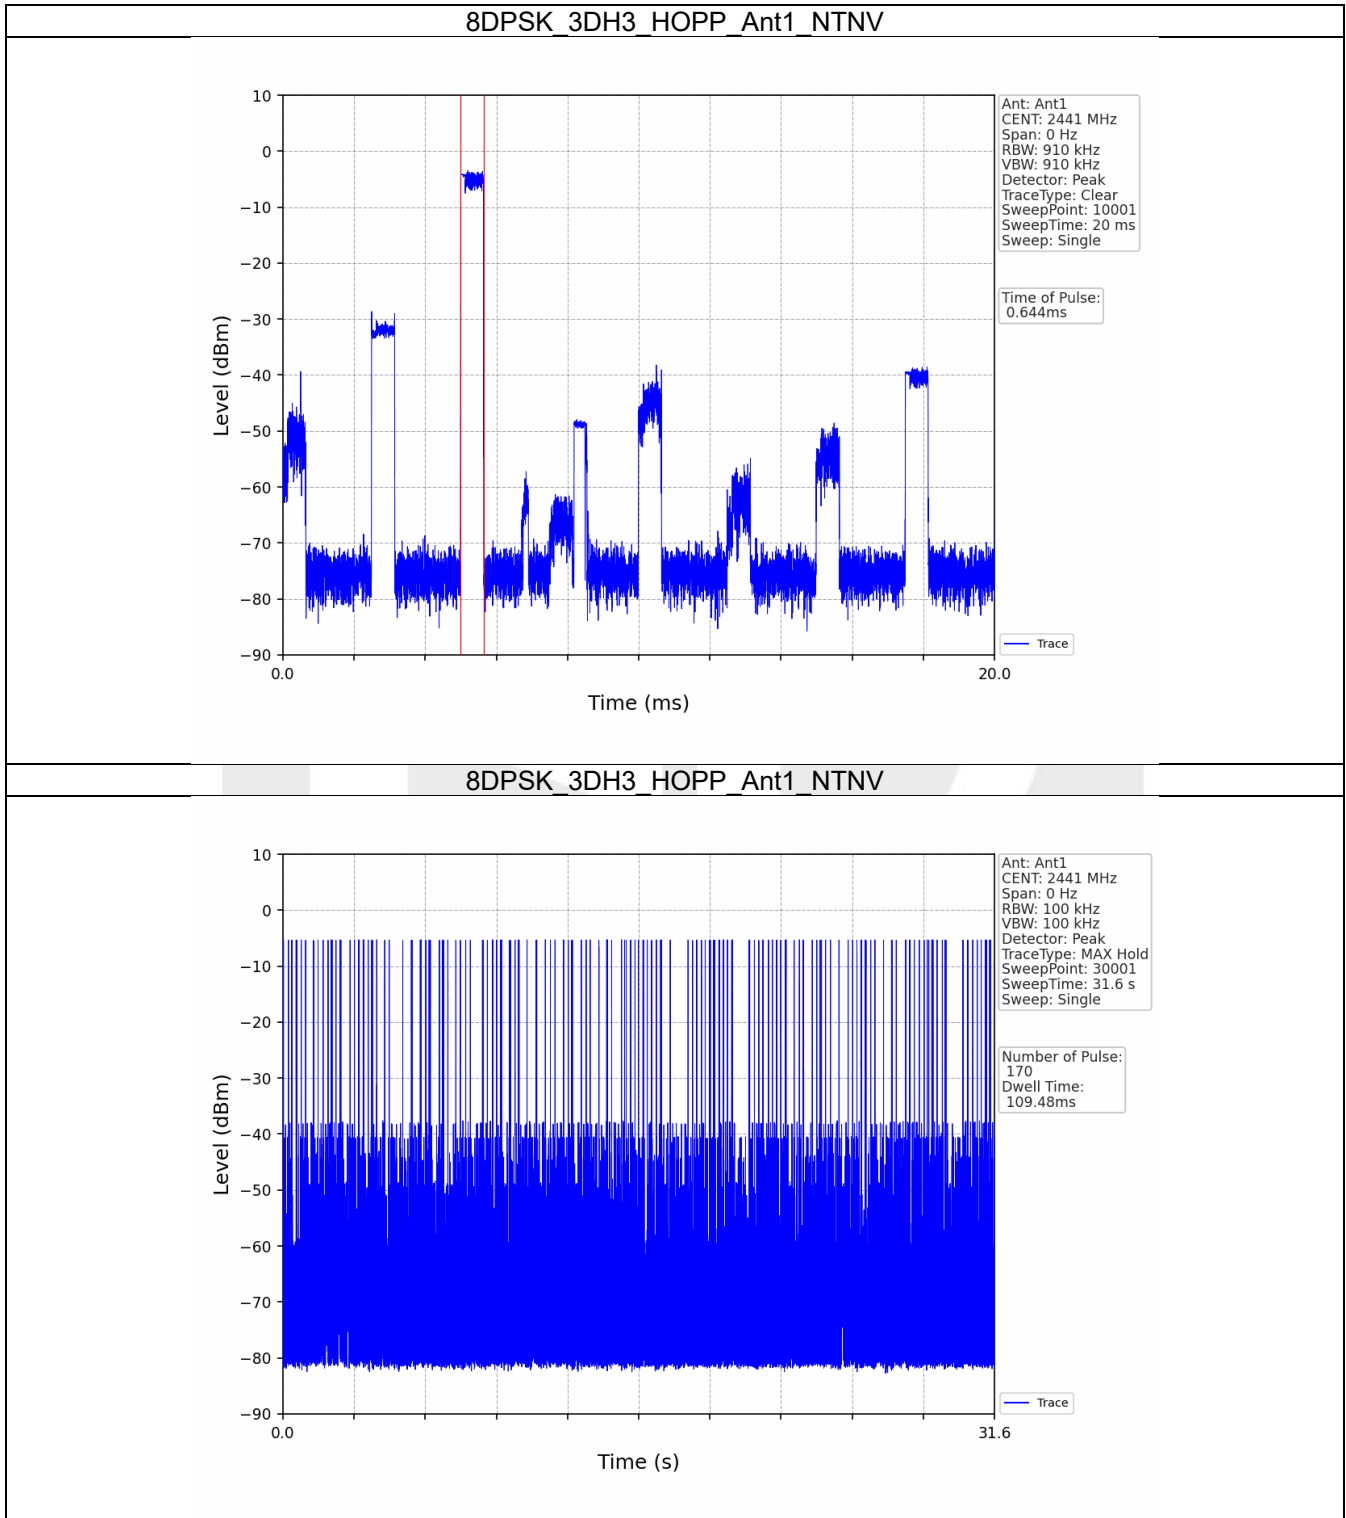 8DPSK_3DH3_HOPP_Ant1_NTNV
10
0
−10
−20
−30
−40
−50
−60
−70
−80
−90
Level (dBm)
0.0
20.0
Time (ms)
Ant: Ant1
CENT: 2441 MHz
Span: 0 Hz
RBW: 910 kHz
VBW: 910 kHz
Detector: Peak
TraceType: Clear
SweepPoint: 10001
SweepTime: 20 ms
Sweep: Single
Time of Pulse:
0.644ms
Trace
8DPSK_3DH3_HOPP_Ant1_NTNV
10
0
−10
−20
−30
−40
−50
−60
−70
−80
−90
Level (dBm)
0.0
31.6
Time (s)
Ant: Ant1
CENT: 2441 MHz
Span: 0 Hz
RBW: 100 kHz
VBW: 100 kHz
Detector: Peak
TraceType: MAX Hold
SweepPoint: 30001
SweepTime: 31.6 s
Sweep: Single
Number of Pulse:
170
Dwell Time:
109.48ms
Trace